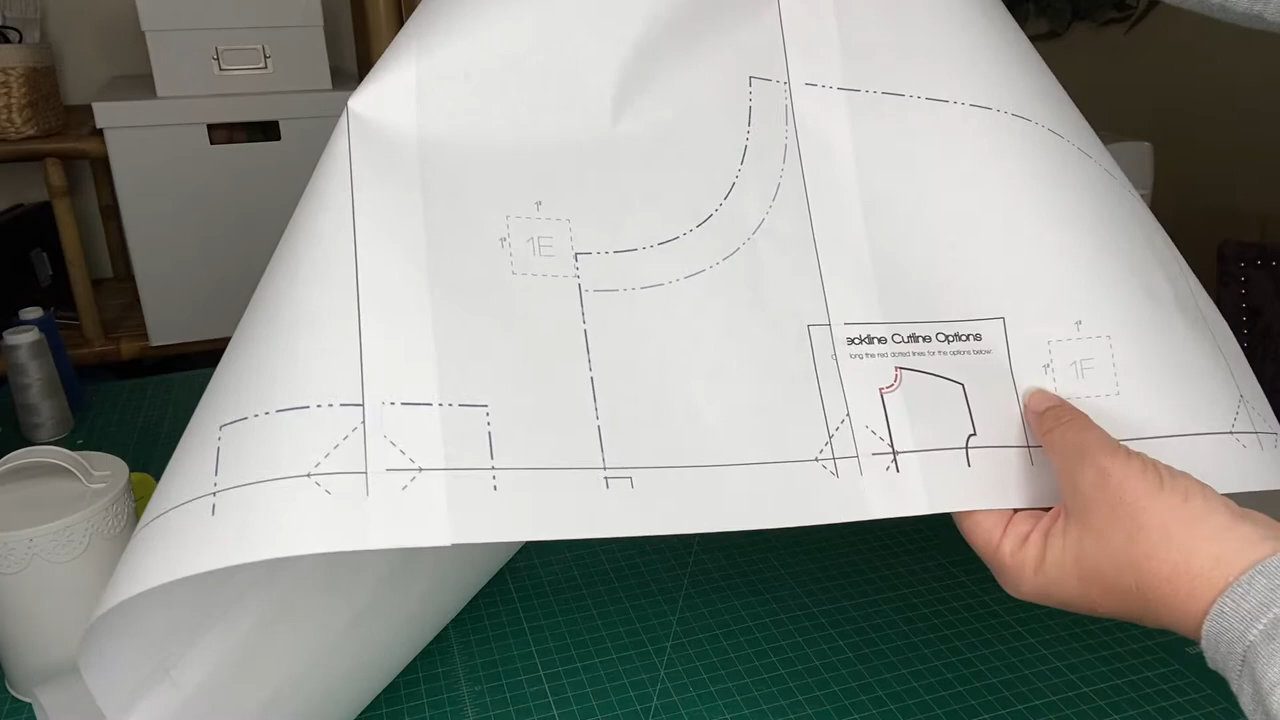 1"
1" 1E
eckline Cutline Options
long the red dotted lines for the options below:
1"
1" 1F